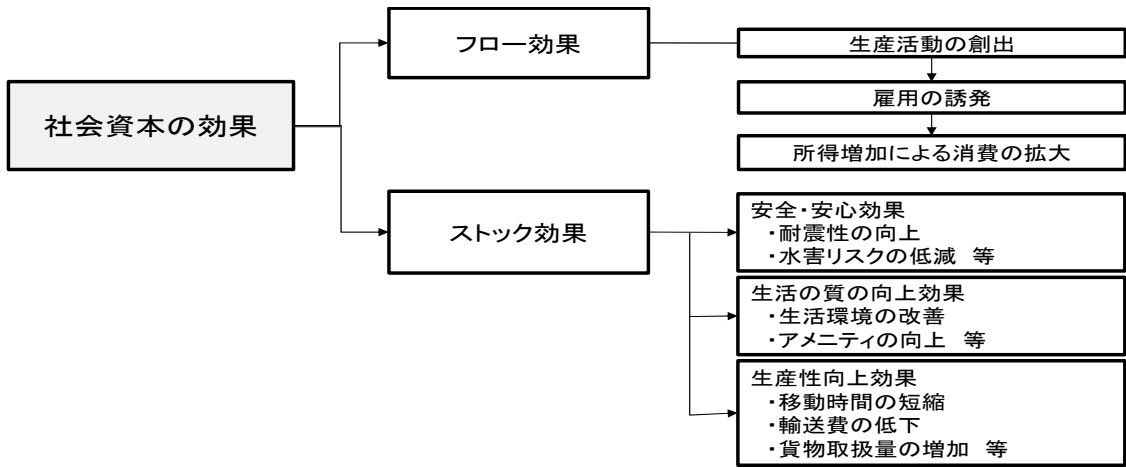 社会資本の効果
フロー効果
生産活動の創出
雇用の誘発
所得増加による消費の拡大
ストック効果
安全・安心効果
・耐震性の向上
・水害リスクの低減 等
生活の質の向上効果
・生活環境の改善
・アメニティの向上 等
生産性向上効果
・移動時間の短縮
・輸送費の低下
・貨物取扱量の増加 等